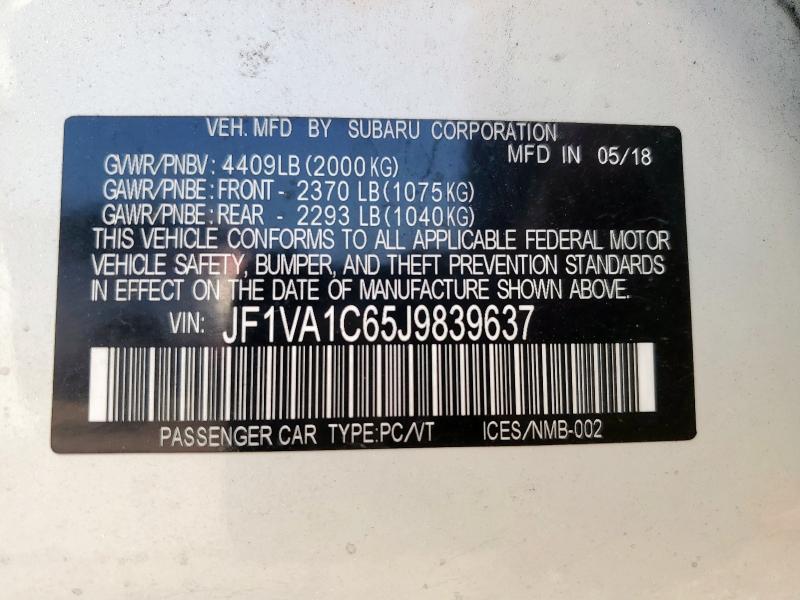 VEH. MFD BY SUBARU CORPORATION
MFD IN 05/18
GVWR/PNBV: 4409LB (2000KG)
GAWR/PNBE: FRONT - 2370 LB (1075KG)
GAWR/PNBE: REAR - 2293 LB (1040KG)
THIS VEHICLE CONFORMS TO ALL APPLICABLE FEDERAL MOTOR
VEHICLE SAFETY, BUMPER, AND THEFT PREVENTION STANDARDS
IN EFFECT ON THE DATE OF MANUFACTURE SHOWN ABOVE.
VIN: JF1VA1C65J9839637
PASSENGER CAR TYPE:PC/VT ICES/NMB-002